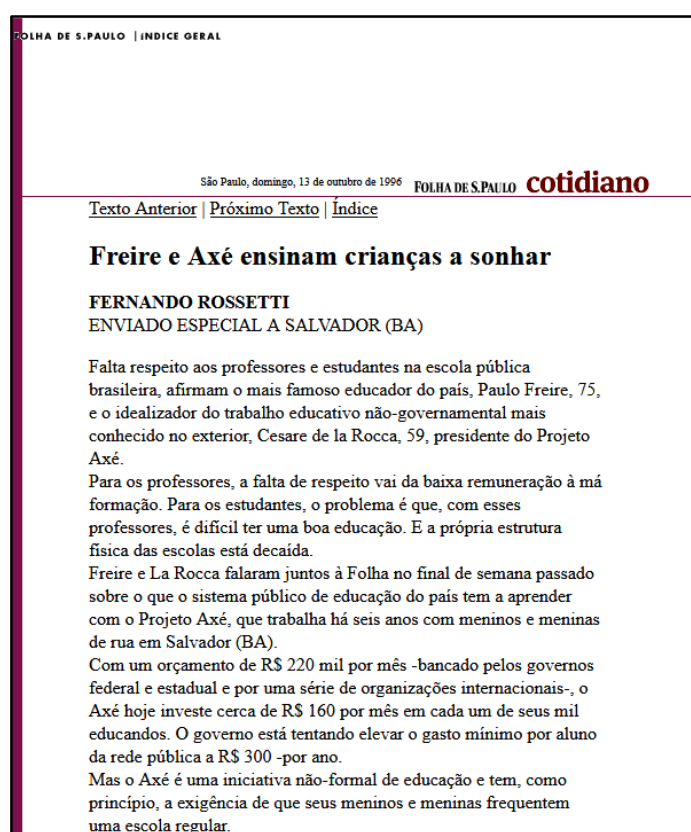 FOLHA DE S.PAULO | ÍNDICE GERAL
São Paulo, domingo, 13 de outubro de 1996 FOLHA DE S.PAULO cotidiano
Texto Anterior | Próximo Texto | Índice
Freire e Axé ensinam crianças a sonhar
FERNANDO ROSSETTI
ENVIADO ESPECIAL A SALVADOR (BA)
Falta respeito aos professores e estudantes na escola pública
brasileira, afirmam o mais famoso educador do país, Paulo Freire, 75,
e o idealizador do trabalho educativo não-governamental mais
conhecido no exterior, Cesare de la Rocca, 59, presidente do Projeto
Axé.
Para os professores, a falta de respeito vai da baixa remuneração à má
formação. Para os estudantes, o problema é que, com esses
professores, é difícil ter uma boa educação. E a própria estrutura
física das escolas está decaída.
Freire e La Rocca falaram juntos à Folha no final de semana passado
sobre o que o sistema público de educação do país tem a aprender
com o Projeto Axé, que trabalha há seis anos com meninos e meninas
de rua em Salvador (BA).
Com um orçamento de R$ 220 mil por mês -bancado pelos governos
federal e estadual e por uma série de organizações internacionais-, o
Axé hoje investe cerca de R$ 160 por mês em cada um de seus mil
educandos. O governo está tentando elevar o gasto mínimo por aluno
da rede pública a R$ 300 -por ano.
Mas o Axé é uma iniciativa não-formal de educação e tem, como
princípio, a exigência de que seus meninos e meninas frequentem
uma escola regular.